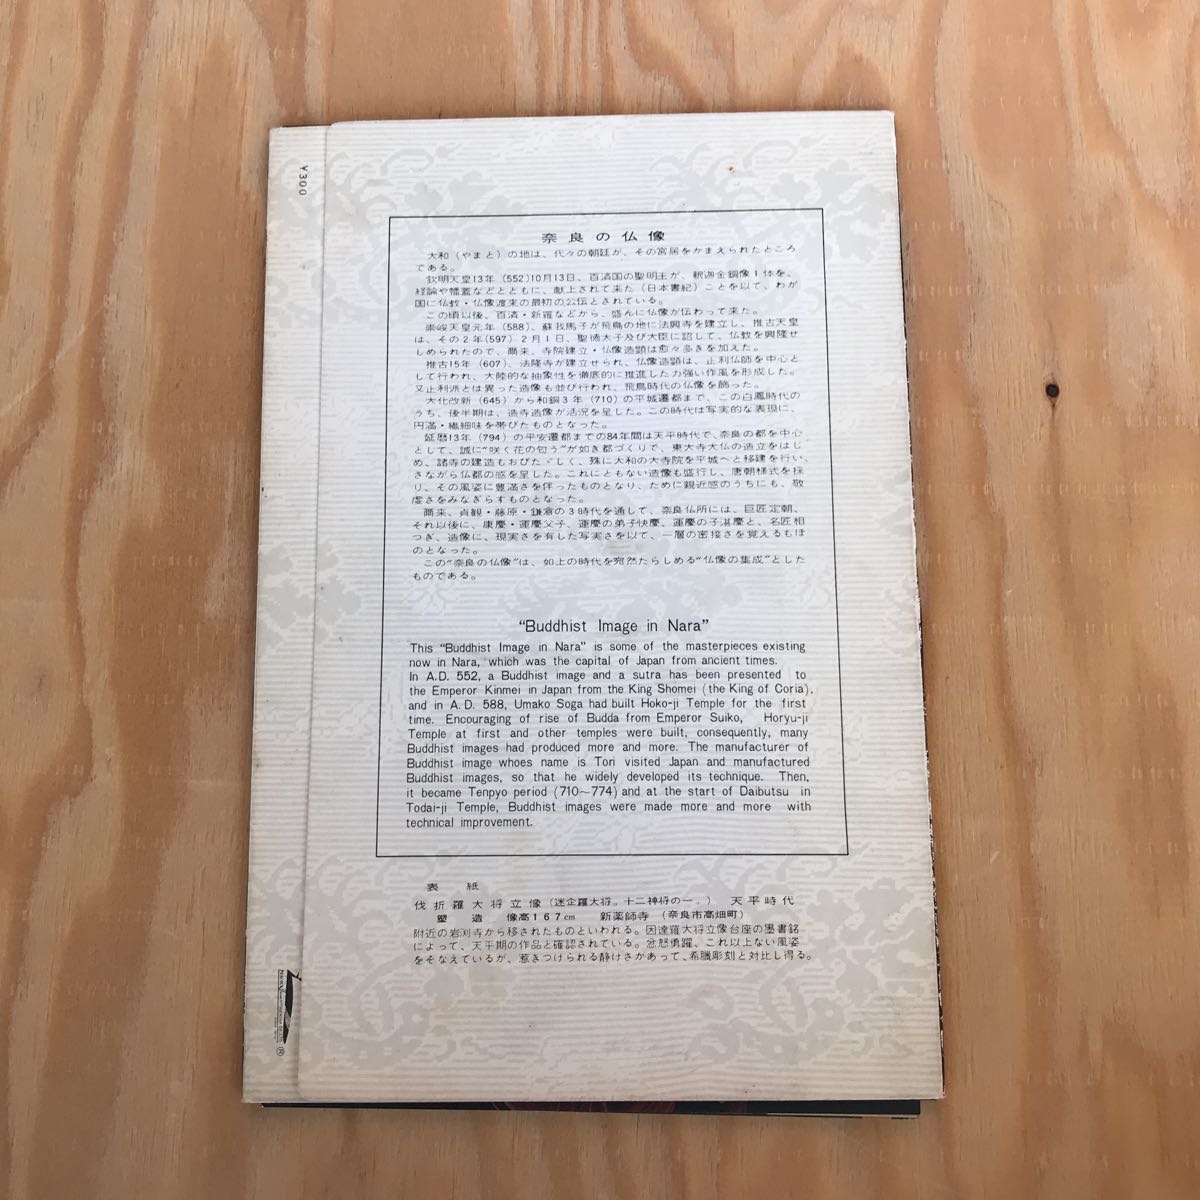 ¥300
奈良の仏像
大和（やまと）の地は、代々の朝廷が、その宮居をかまえられたところ
である。
欽明天皇13年（552)10月13日、百済国の聖明王が、釈迦金銅像1体を、
経論や幡蓋などとともに、献上されて来た（日本書紀）ことを以て、わが
国に仏教・仏像渡来の最初の公伝とされている。
この頃以後、百済・新羅などから、盛んに仏像が伝わって来た。
崇峻天皇元年（588）、蘇我馬子が飛鳥の地に法興寺を建立し、推古天皇
は、その2年(597) 2月1日、聖徳太子及び大臣に詔して、仏教を興隆せ
しめられたので、爾来、寺院建立・仏像造顕は愈々多きを加えた。
推古15年（607)、法隆寺が建立せられ、仏像造顕は、止利仏師を中心と
して行われ、大陸的な抽象性を徹底的に推進した力強い作風を形成した。
又止利派とは異った造像も並び行われ、飛鳥時代の仏像を飾った。
大化改新（645）から和銅3年（710）の平城遷都まで、この白鳳時代の
うち、後半期は、造寺造像が活況を呈した。この時代は写実的な表現に、
円満・繊細味を帯びたものとなった。
延暦13年（794）の平安遷都までの84年間は天平時代で、奈良の都を中心
として、誠に“咲く花の匂う”が如き都づくりで、東大寺大仏の造立をはじ
め、諸寺の建造もおびたゞしく、殊に大和の大寺院を平城へと移建を行い、
さながら仏都の感を呈した。これにともない造像も盛行し、唐朝様式を採
り、その風姿に豊満さを伴ったものとなり、ために親近感のうちにも、敬
虔さをみなぎらすものとなった。
爾来、貞観・藤原・鎌倉の3時代を通して、奈良仏所には、巨匠定朝、
それ以後に、康慶・運慶父子、運慶の弟子快慶、運慶の子湛慶と、名匠相
つぎ、造像に、現実さを有した写実さを以て、一層の密接さを覚えるもほ
のとなった。
この“奈良の仏像”は、如上の時代を宛然たらしめる“仏像の集成”とした
ものである。
“Buddhist Image in Nara”
This “Buddhist Image in Nara” is some of the masterpieces existing
now in Nara, which was the capital of Japan from ancient times.
In A.D. 552, a Buddhist image and a sutra has been presented to
the Emperor Kinmei in Japan from the King Shomei (the King of Coria),
and in A.D. 588, Umako Soga had built Hoko-ji Temple for the first
time. Encouraging of rise of Budda from Emperor Suiko, Horyu-ji
Temple at first and other temples were built, consequently, many
Buddhist images had produced more and more. The manufacturer of
Buddhist image whoes name is Tori visited Japan and manufactured
Buddhist images, so that he widely developed its technique. Then,
it became Tenpyo period (710～774) and at the start of Daibutsu in
Todai-ji Temple, Buddhist images were made more and more with
technical improvement.
表 紙
伐折羅大将立像（迷企羅大将。十二神将の一。） 天平時代
塑 造 像高167cm 新薬師寺 （奈良市高畑町）
附近の岩渕寺から移されたものといわれる。因達羅大将立像台座の墨書銘
によって、天平期の作品と確認されている。忿怒勇躍、これ以上ない風姿
をそなえているが、惹きつけられる静けさがあって、希臘彫刻と対比し得る。